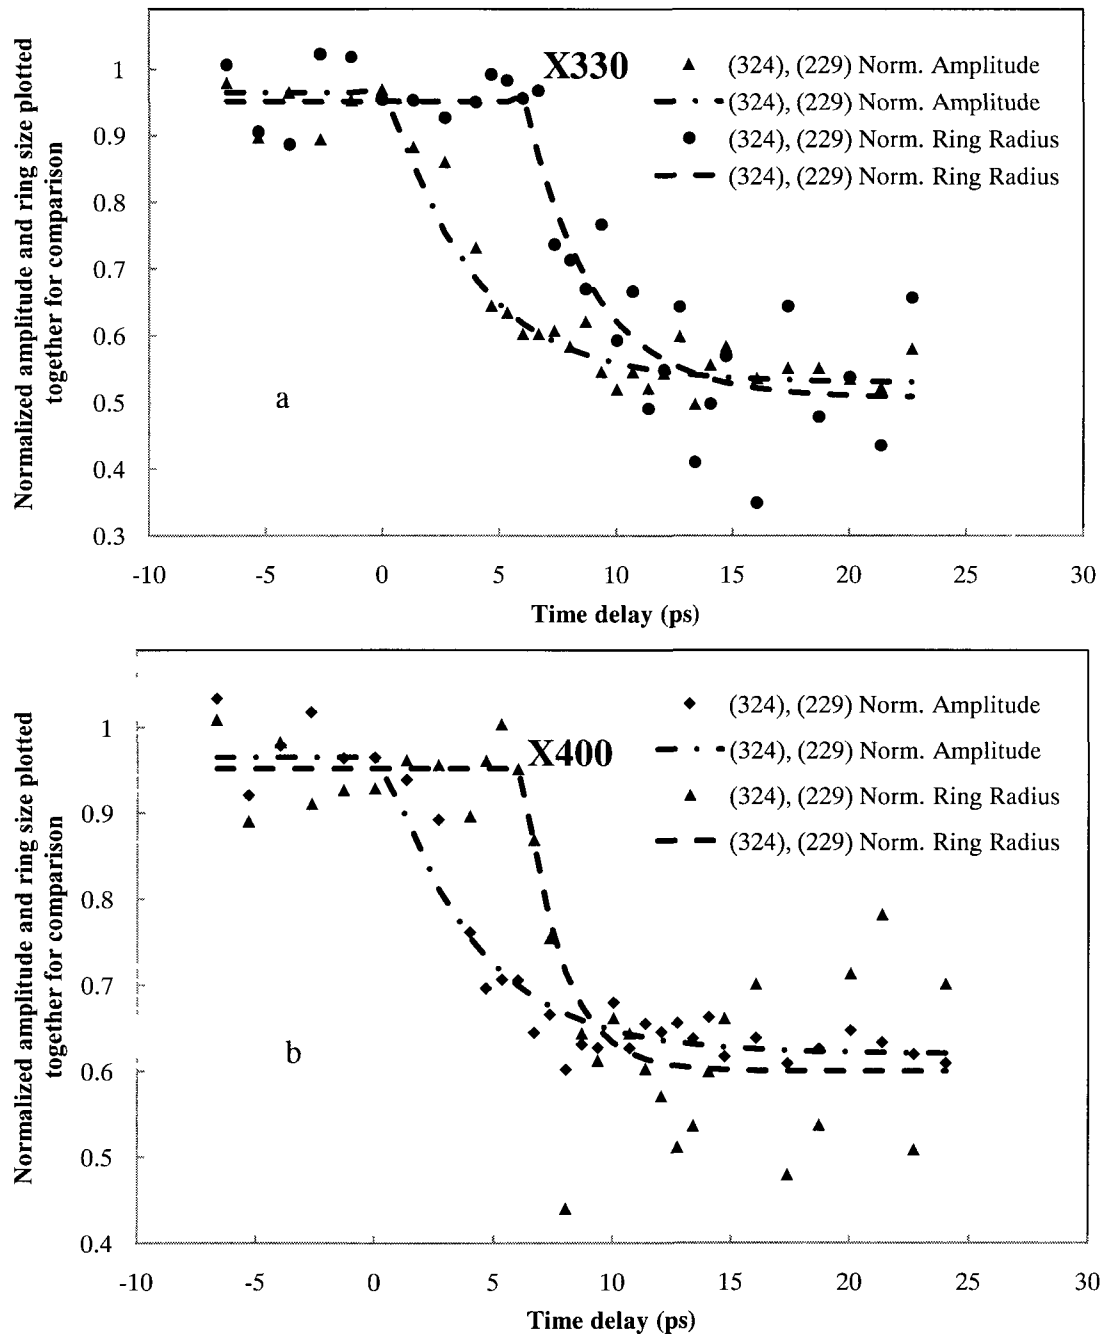 Normalized amplitude and ring size plotted
together for comparison
1
0.9
0.8
0.7
0.6
0.5
0.4
0.3
X330
(324), (229) Norm. Amplitude
(324), (229) Norm. Amplitude
(324), (229) Norm. Ring Radius
(324), (229) Norm. Ring Radius
a
-10 -5 0 5 10 15 20 25 30
Time delay (ps)
Normalized amplitude and ring size plotted
together for comparison
1
0.9
0.8
0.7
0.6
0.5
0.4
X400
(324), (229) Norm. Amplitude
(324), (229) Norm. Amplitude
(324), (229) Norm. Ring Radius
(324), (229) Norm. Ring Radius
b
-10 -5 0 5 10 15 20 25 30
Time delay (ps)